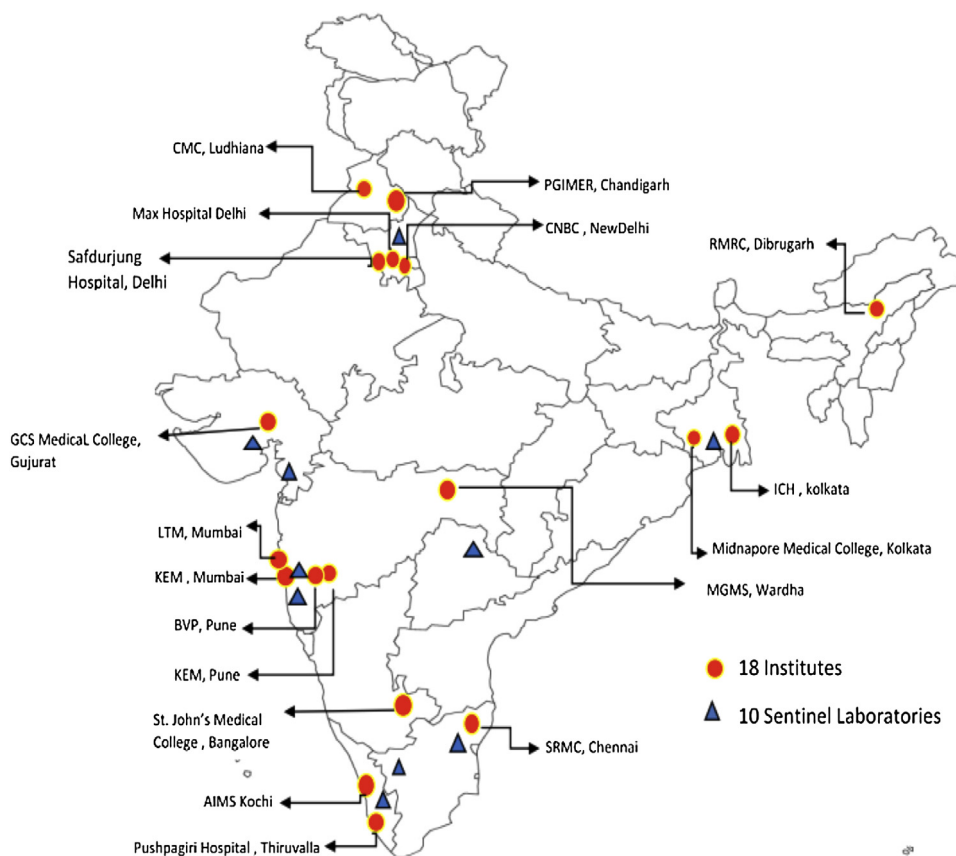 CMC, Ludhiana
PGIMER, Chandigarh
Max Hospital Delhi
CNBC , NewDelhi
RMRC, Dibrugarh
Safdurjung
Hospital, Delhi
GCS MedicaL College,
Gujurat
ICH , kolkata
LTM, Mumbai
Midnapore Medical College, Kolkata
KEM , Mumbai
MGMS, Wardha
BVP, Pune
KEM, Pune
18 Institutes
10 Sentinel Laboratories
St. John's Medical
College , Bangalore
SRMC, Chennai
AIMS Kochi
Pushpagiri Hospital , Thiruvalla